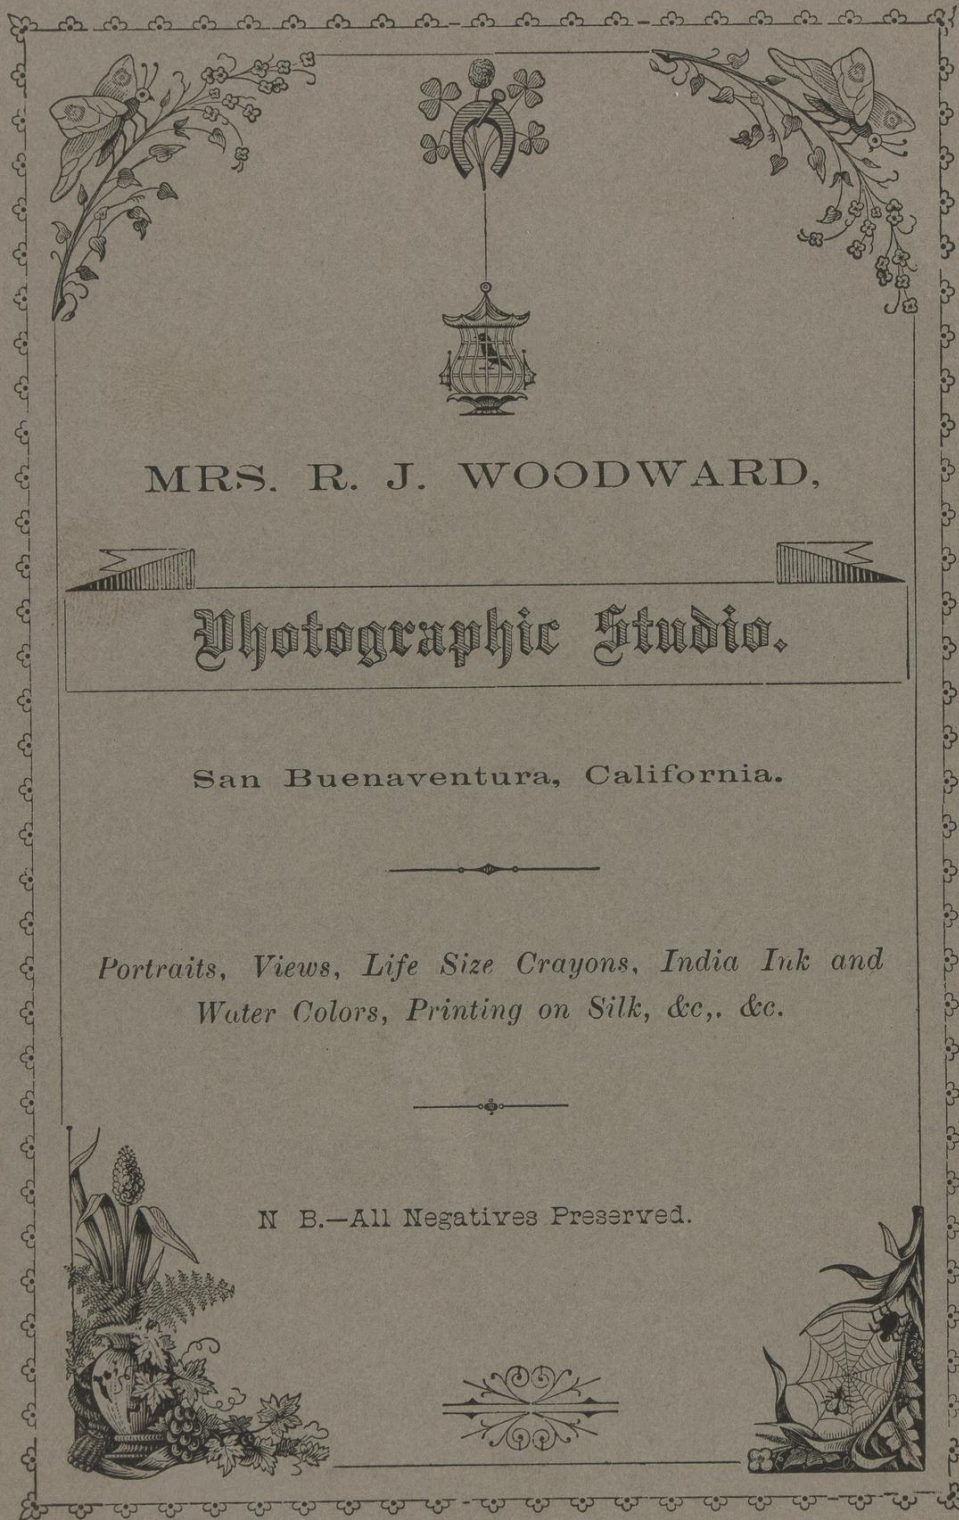 MRS. R. J. WOODWARD,
Photographic Studio.
San Buenaventura, California.
Portraits, Views, Life Size Crayons, India Ink and
Water Colors, Printing on Silk, &c,. &c.
N B.—All Negatives Preserved.